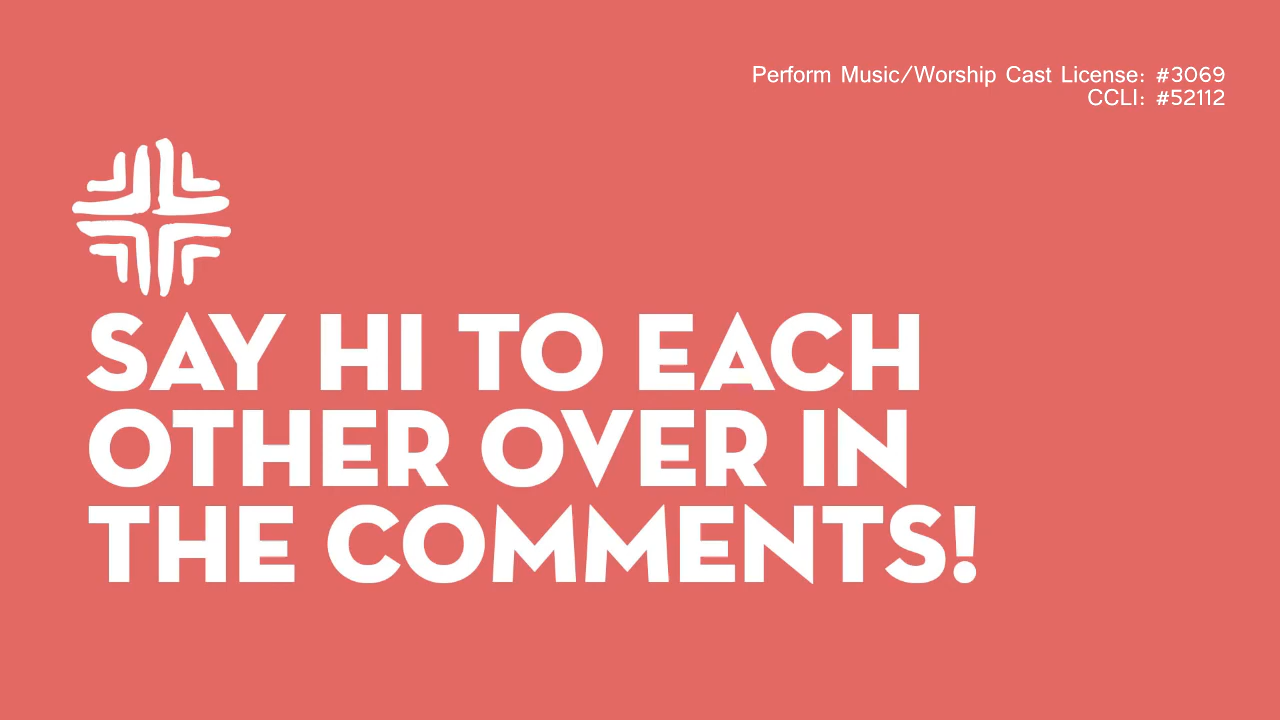 Perform Music/Worship Cast License: #3069
CCLI: #52112
SAY HI TO EACH
OTHER OVER IN
THE COMMENTS!